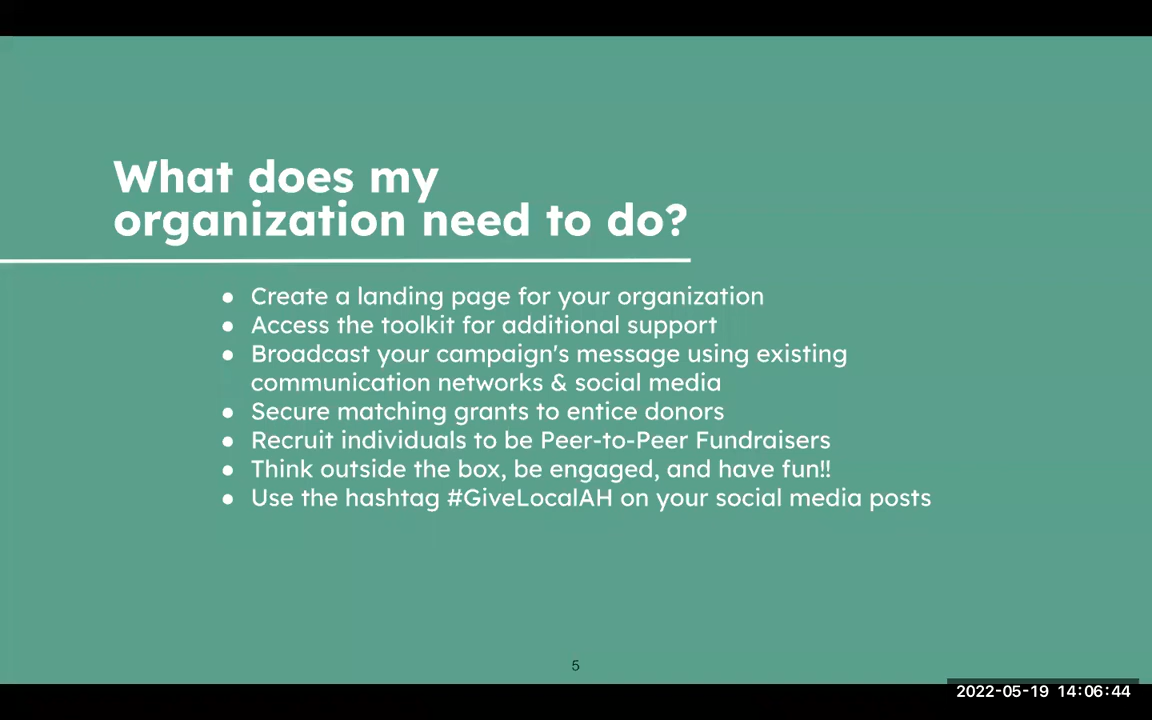 What does my
organization need to do?
● Create a landing page for your organization
● Access the toolkit for additional support
● Broadcast your campaign's message using existing
communication networks & social media
● Secure matching grants to entice donors
● Recruit individuals to be Peer-to-Peer Fundraisers
● Think outside the box, be engaged, and have fun!!
● Use the hashtag #GiveLocalAH on your social media posts
5
2022-05-19 14:06:44